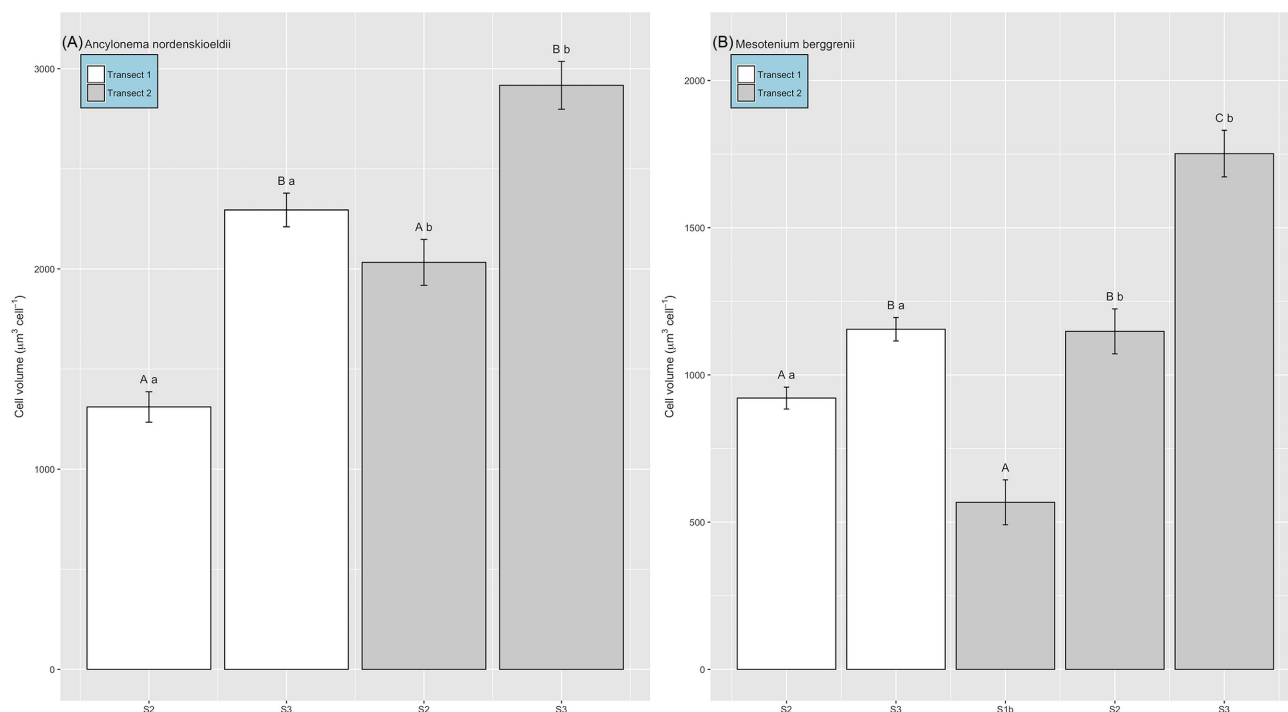 (A) Ancylonema nordenskioeldii
Transect 1
Transect 2
3000
2000
1000
0
Cell volume (μm³ cell⁻¹)
A a
B a
A b
B b
S2
S3
S2
S3
(B) Mesotenium berggrenii
Transect 1
Transect 2
2000
1500
1000
500
0
Cell volume (μm³ cell⁻¹)
A a
B a
A
B b
C b
S2
S3
S1b
S2
S3